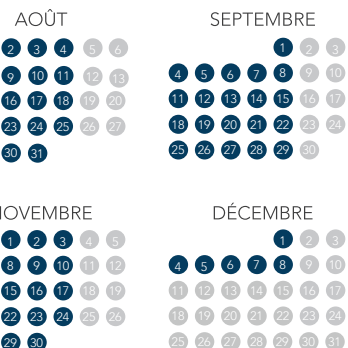 AOÛT
2 3 4 5 6
9 10 11 12 13
16 17 18 19 20
23 24 25 26 27
30 31
SEPTEMBRE
1 2 3
4 5 6 7 8 9 10
11 12 13 14 15 16 17
18 19 20 21 22 23 24
25 26 27 28 29 30
NOVEMBRE
1 2 3 4 5
8 9 10 11 12
15 16 17 18 19
22 23 24 25 26
29 30
DÉCEMBRE
1 2 3
4 5 6 7 8 9 10
11 12 13 14 15 16 17
18 19 20 21 22 23 24
25 26 27 28 29 30 31